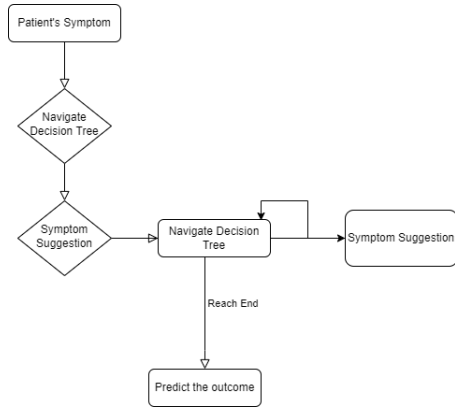 Patient's Symptom
Navigate
Decision Tree
Symptom
Suggestion
Navigate Decision
Tree
Symptom Suggestion
Reach End
Predict the outcome